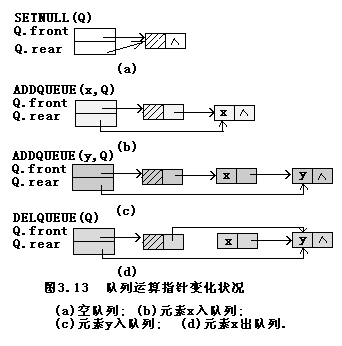 SETNULL(Q)
Q.front
Q.rear
∧
(a)
ADDQUEUE(x,Q)
Q.front
Q.rear
x ∧
(b)
ADDQUEUE(y,Q)
Q.front
Q.rear
x y ∧
(c)
DELQUEUE(Q)
Q.front
Q.rear
x y ∧
(d)
图3.13 队列运算指针变化状况
(a)空队列; (b)元素x入队列;
(c)元素y入队列; (d)元素x出队列.